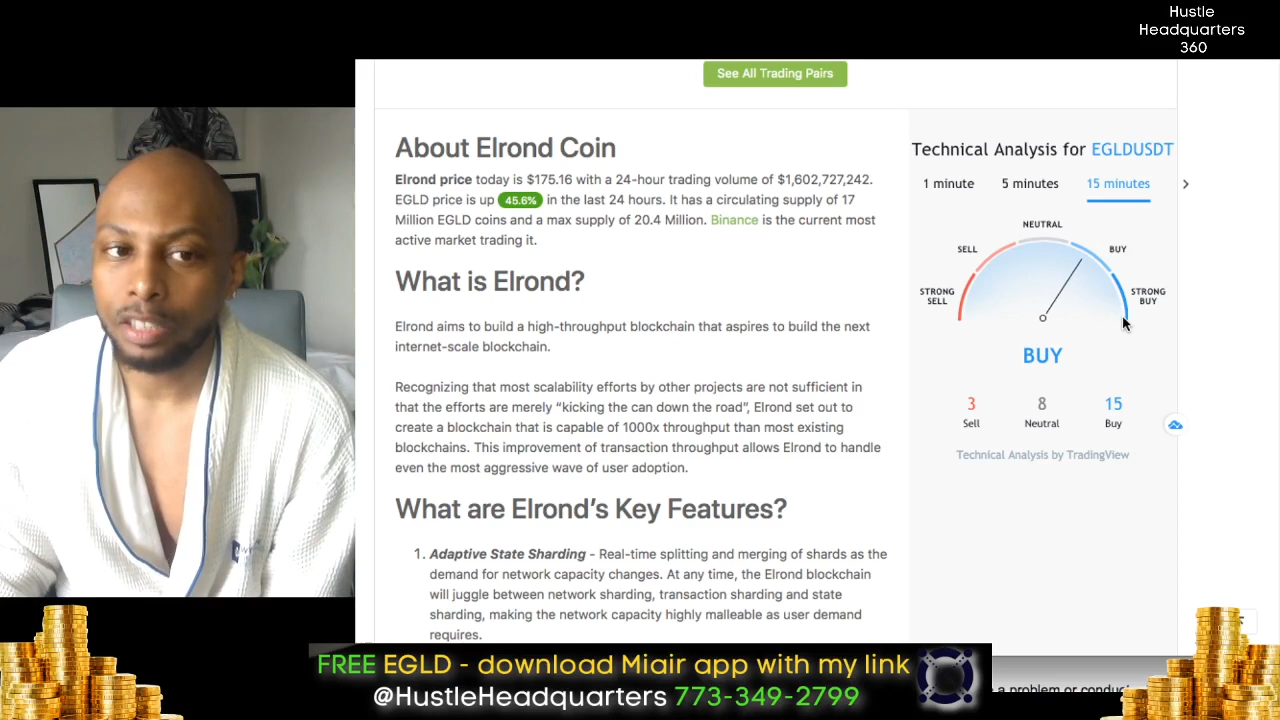 Hustle
Headquarters
360
See All Trading Pairs
About Elrond Coin
Elrond price today is $175.16 with a 24-hour trading volume of $1,602,727,242.
EGLD price is up 45.6% in the last 24 hours. It has a circulating supply of 17
Million EGLD coins and a max supply of 20.4 Million. Binance is the current most
active market trading it.
What is Elrond?
Elrond aims to build a high-throughput blockchain that aspires to build the next
internet-scale blockchain.
Recognizing that most scalability efforts by other projects are not sufficient in
that the efforts are merely “kicking the can down the road”, Elrond set out to
create a blockchain that is capable of 1000x throughput than most existing
blockchains. This improvement of transaction throughput allows Elrond to handle
even the most aggressive wave of user adoption.
What are Elrond’s Key Features?
1. Adaptive State Sharding - Real-time splitting and merging of shards as the
demand for network capacity changes. At any time, the Elrond blockchain
will juggle between network sharding, transaction sharding and state
sharding, making the network capacity highly malleable as user demand
requires.
Technical Analysis for EGLDUSDT
1 minute 5 minutes 15 minutes
NEUTRAL
SELL BUY
STRONG SELL STRONG BUY
BUY
3 8 15
Sell Neutral Buy
Technical Analysis by TradingView
FREE EGLD - download Miair app with my link
@HustleHeadquarters 773-349-2799
a problem or